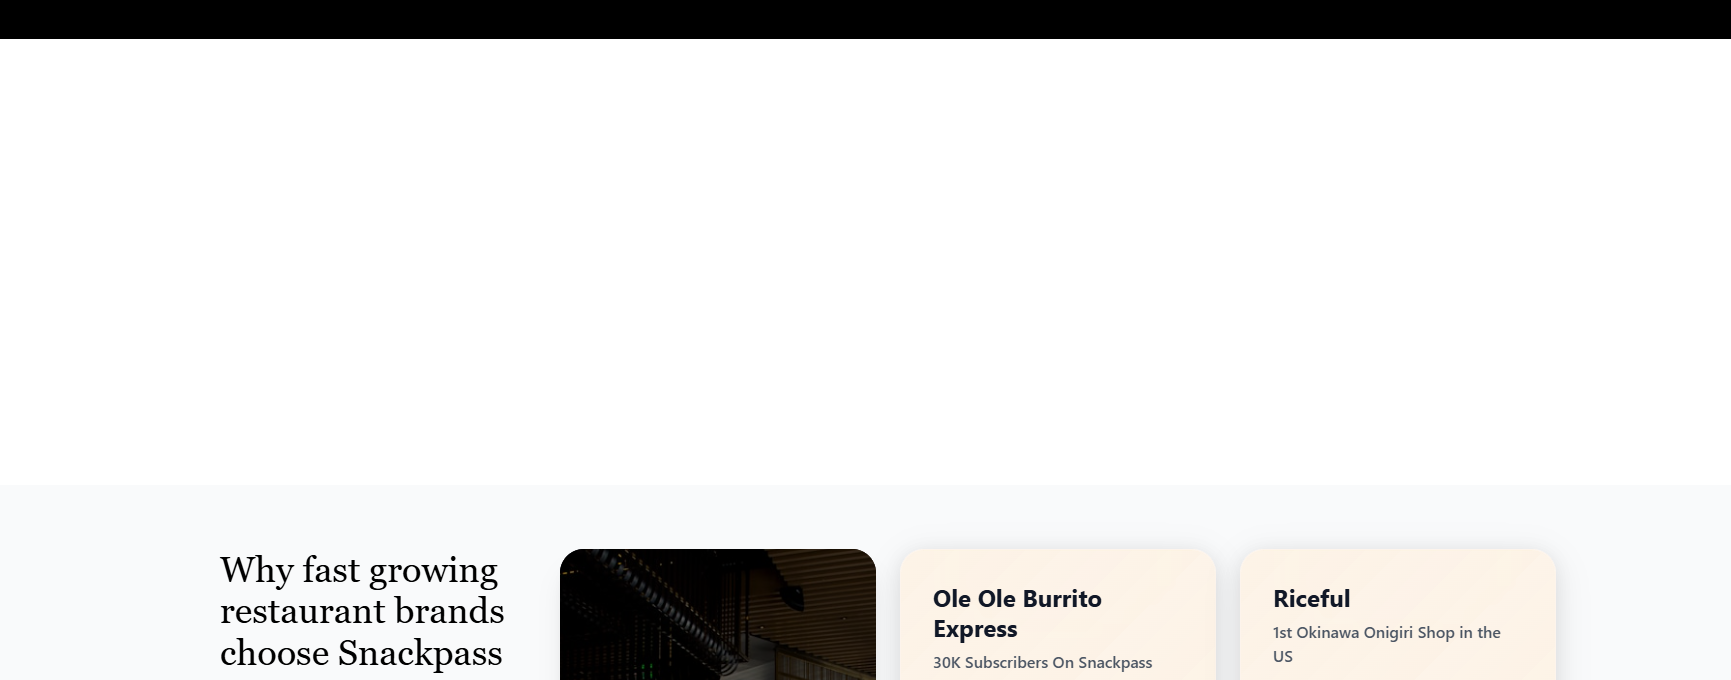 Why fast growing
restaurant brands
choose Snackpass
Ole Ole Burrito
Express
30K Subscribers On Snackpass
Riceful
1st Okinawa Onigiri Shop in the
US